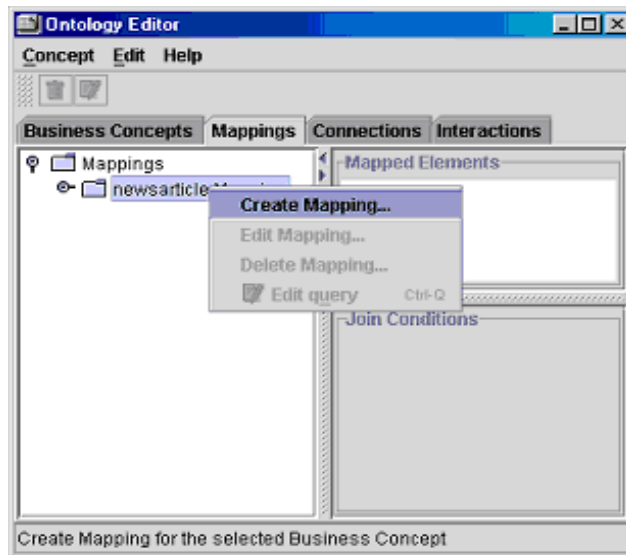 Ontology Editor
Concept Edit Help
Business Concepts Mappings Connections Interactions
Mappings
newsarticle
Mapped Elements
Create Mapping...
Edit Mapping...
Delete Mapping...
Edit query Ctrl-Q
Join Conditions
Create Mapping for the selected Business Concept